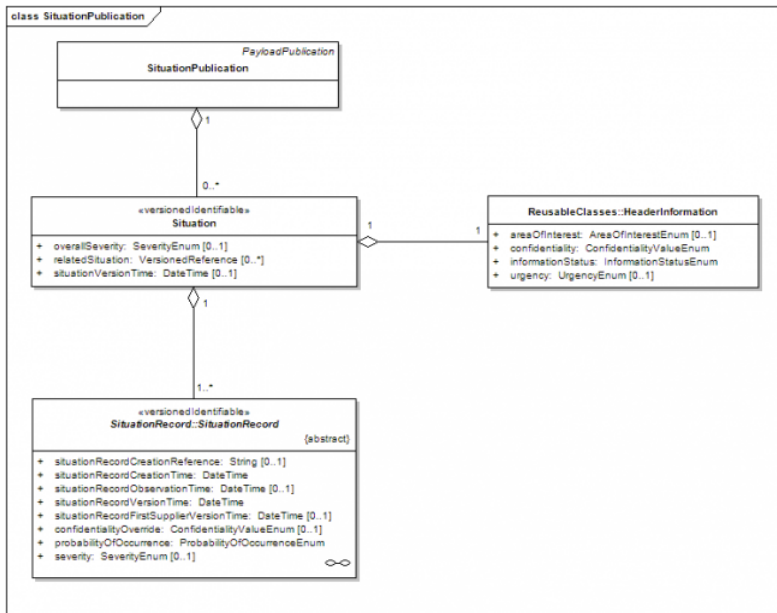 class SituationPublication
PayloadPublication
SituationPublication
1
0..*
«versionedIdentifiable»
Situation
+ overallSeverity: SeverityEnum [0..1]
+ relatedSituation: VersionedReference [0..*]
+ situationVersionTime: DateTime [0..1]
1
1
ReusableClasses::HeaderInformation
+ areaOfInterest: AreaOfInterestEnum [0..1]
+ confidentiality: ConfidentialityValueEnum
+ informationStatus: InformationStatusEnum
+ urgency: UrgencyEnum [0..1]
1
1..*
«versionedIdentifiable»
SituationRecord::SituationRecord
{abstract}
+ situationRecordCreationReference: String [0..1]
+ situationRecordCreationTime: DateTime
+ situationRecordObservationTime: DateTime [0..1]
+ situationRecordVersionTime: DateTime
+ situationRecordFirstSupplierVersionTime: DateTime [0..1]
+ confidentialityOverride: ConfidentialityValueEnum [0..1]
+ probabilityOfOccurrence: ProbabilityOfOccurrenceEnum
+ severity: SeverityEnum [0..1]